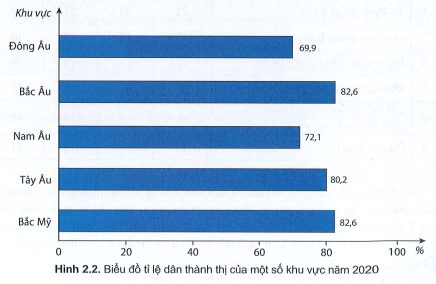 Khu vực
Đông Âu
69,9
Bắc Âu
82,6
Nam Âu
72,1
Tây Âu
80,2
Bắc Mỹ
82,6
0 20 40 60 80 100 %
Hình 2.2. Biểu đồ tỉ lệ dân thành thị của một số khu vực năm 2020